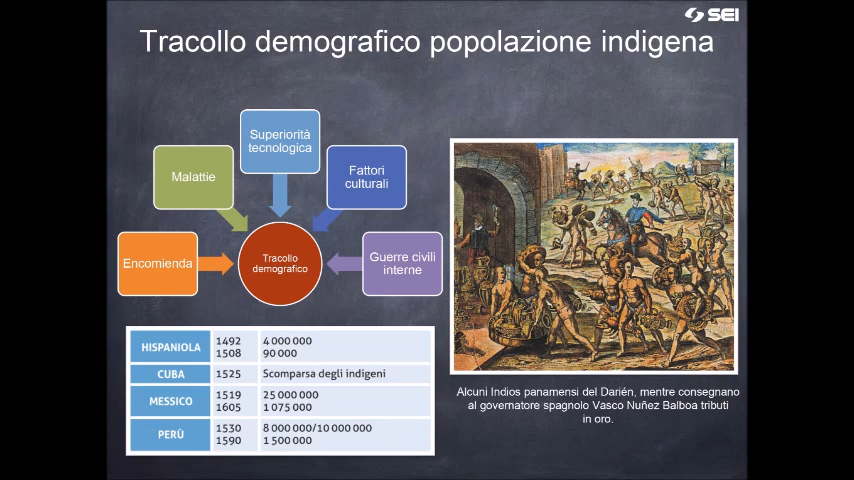 SEI
Tracollo demografico popolazione indigena
Superiorità
tecnologica
Malattie
Fattori
culturali
Encomienda
Tracollo
demografico
Guerre civili
interne
HISPANIOLA 1492 4 000 000
1508 90 000
CUBA 1525 Scomparsa degli indigeni
MESSICO 1519 25 000 000
1605 1 075 000
PERÙ 1530 8 000 000/10 000 000
1590 1 500 000
Alcuni Indios panamensi del Darién, mentre consegnano
al governatore spagnolo Vasco Nuñez Balboa tributi
in oro.